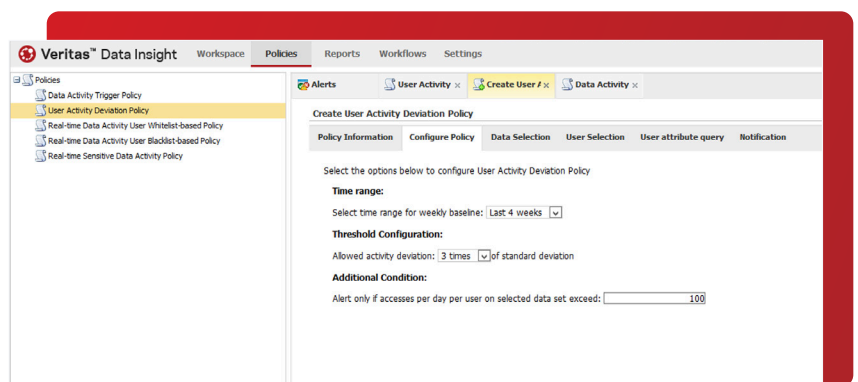 Veritas™ Data Insight Workspace Policies Reports Workflows Settings
Policies
Data Activity Trigger Policy
User Activity Deviation Policy
Real-time Data Activity User Whitelist-based Policy
Real-time Data Activity User Blacklist-based Policy
Real-time Sensitive Data Activity Policy
Alerts User Activity × Create User A × Data Activity ×
Create User Activity Deviation Policy
Policy Information Configure Policy Data Selection User Selection User attribute query Notification
Select the options below to configure User Activity Deviation Policy
Time range:
Select time range for weekly baseline: Last 4 weeks
Threshold Configuration:
Allowed activity deviation: 3 times of standard deviation
Additional Condition:
Alert only if accesses per day per user on selected data set exceed: 100